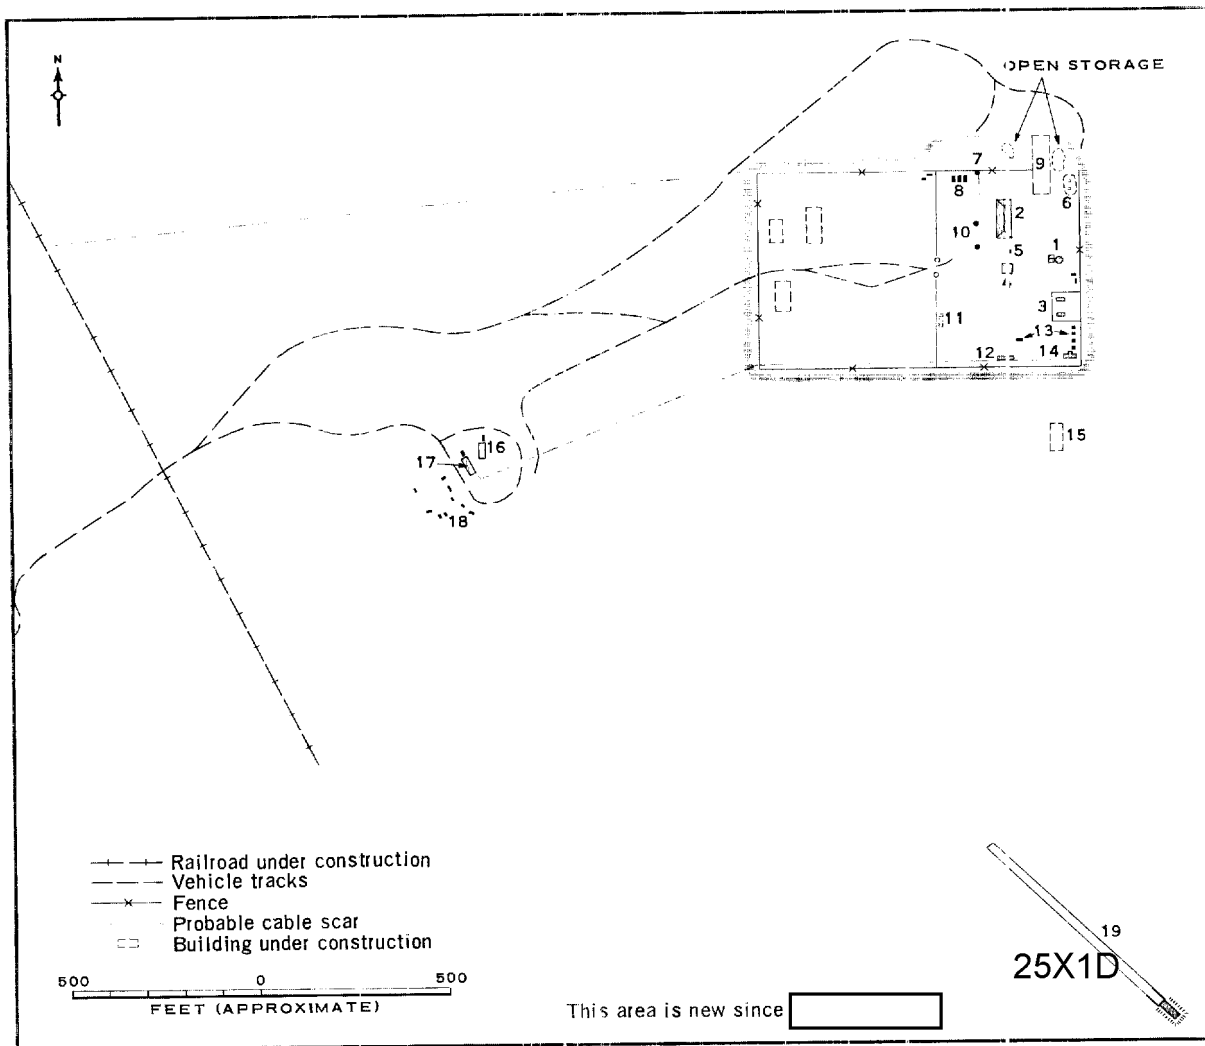 N
OPEN STORAGE
7
9
8
6
2
10
5
1
4
3
11
13
12
14
15
16
17
18
Railroad under construction
Vehicle tracks
Fence
Probable cable scar
Building under construction
19
25X1D
500 0 500
FEET (APPROXIMATE)
This area is new since